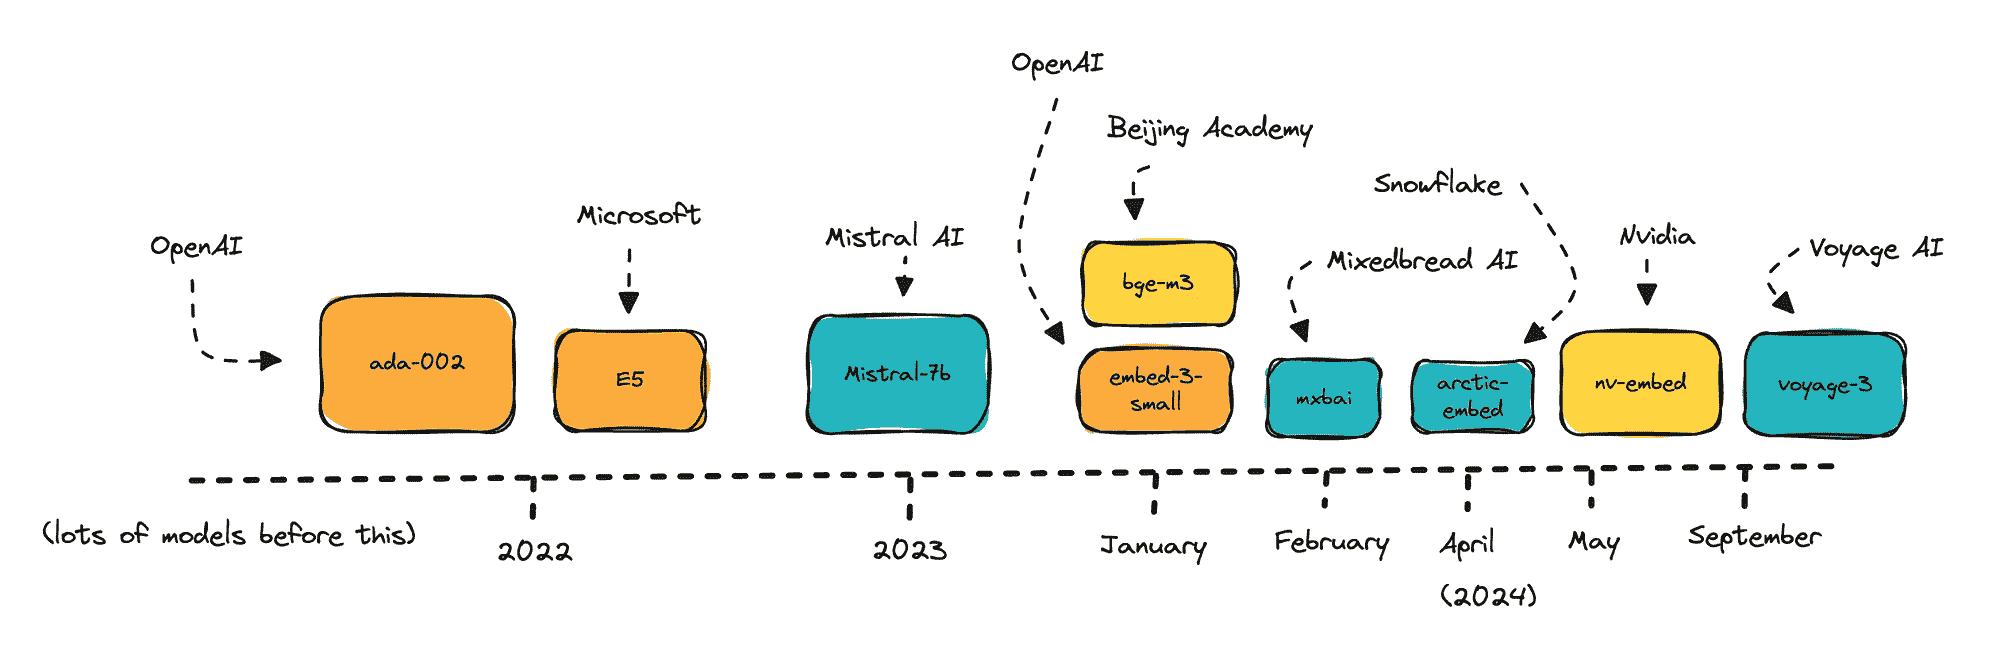 OpenAI
Beijing Academy
Snowflake
Microsoft
Mistral AI
Nvidia
OpenAI
Mixedbread AI
Voyage AI
bge-m3
ada-002
E5
Mistral-7b
embed-3-
small
mxbai
arctic-
embed
nv-embed
voyage-3
(lots of models before this)
2022
2023
January
February
April
May
September
(2024)